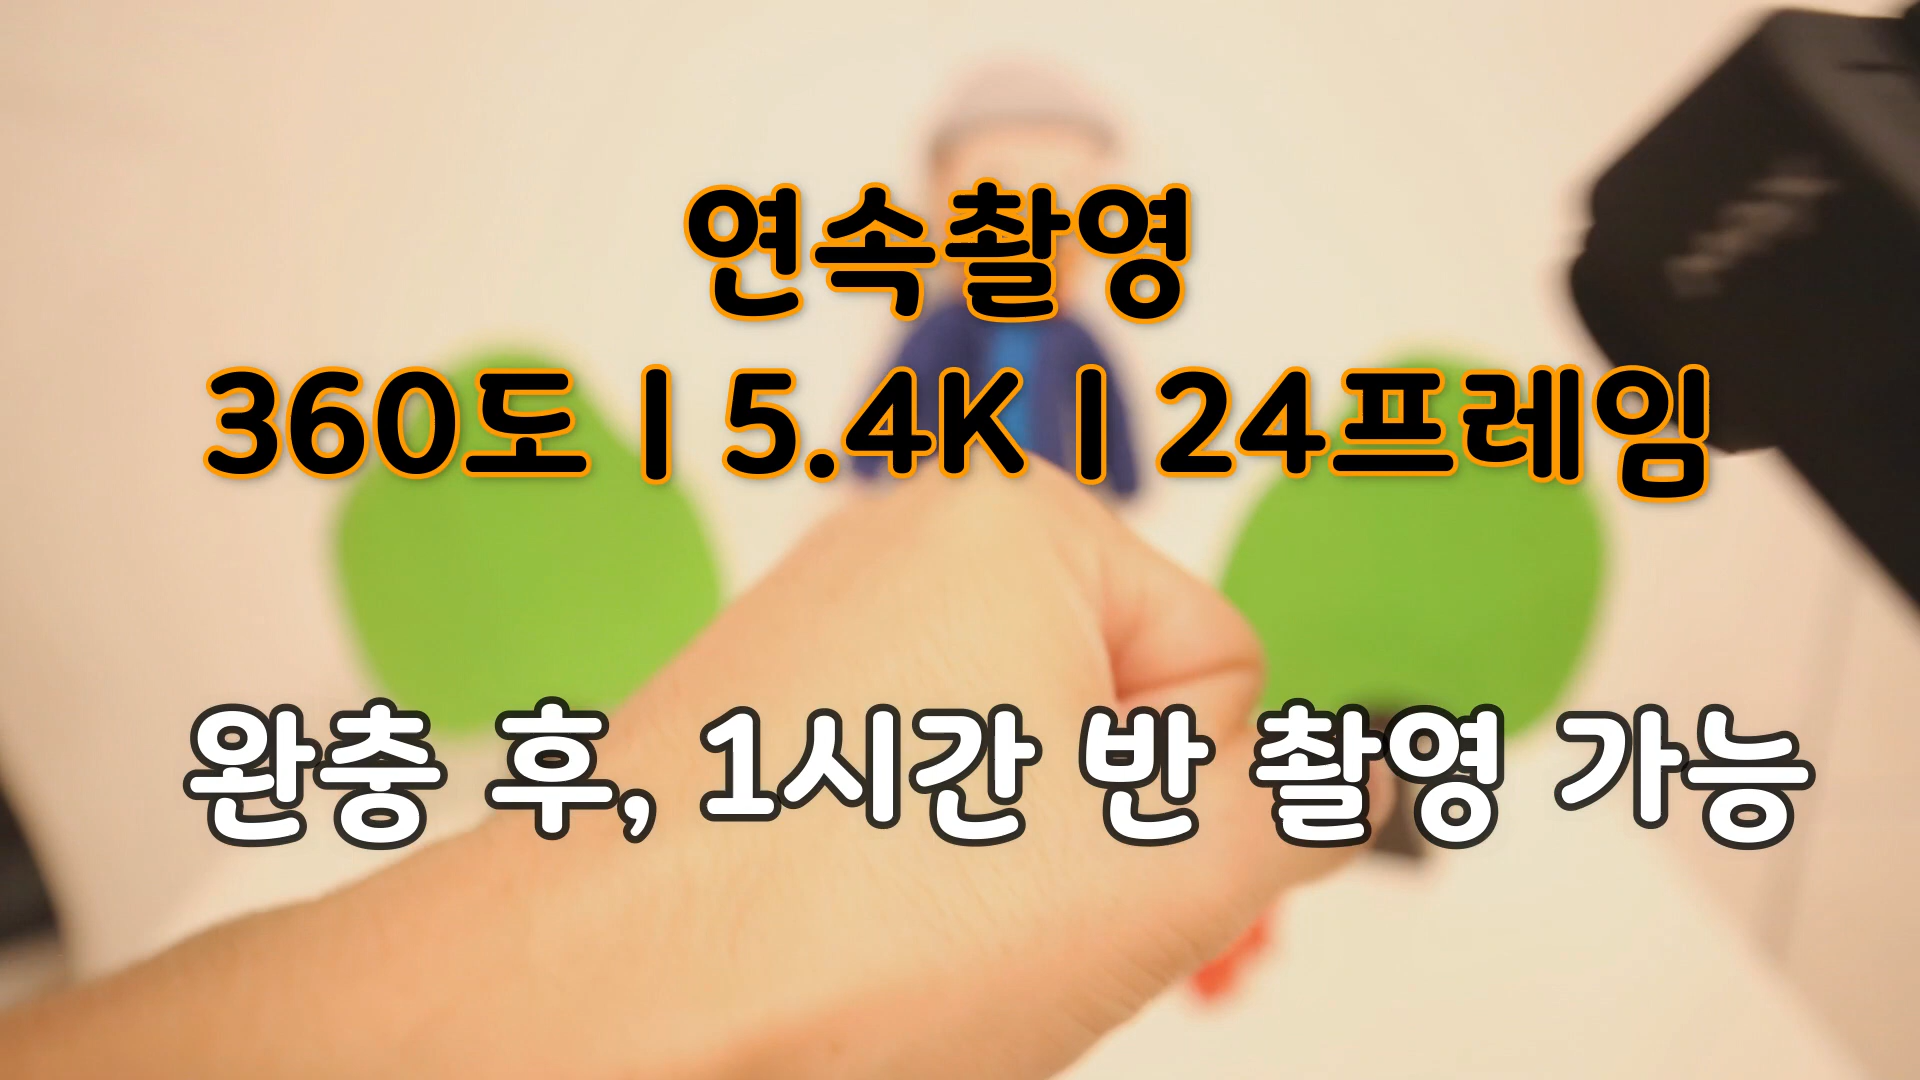 연속촬영
360도 | 5.4K | 24프레임
완충 후, 1시간 반 촬영 가능